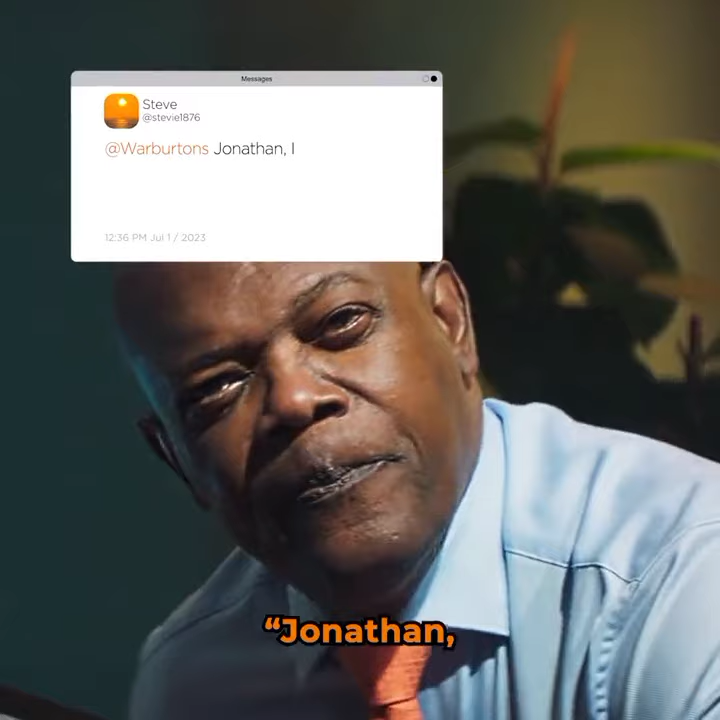 Messages
Steve
@stevie1876
@Warburtons Jonathan, I
12:36 PM Jul 1 / 2023
“Jonathan,